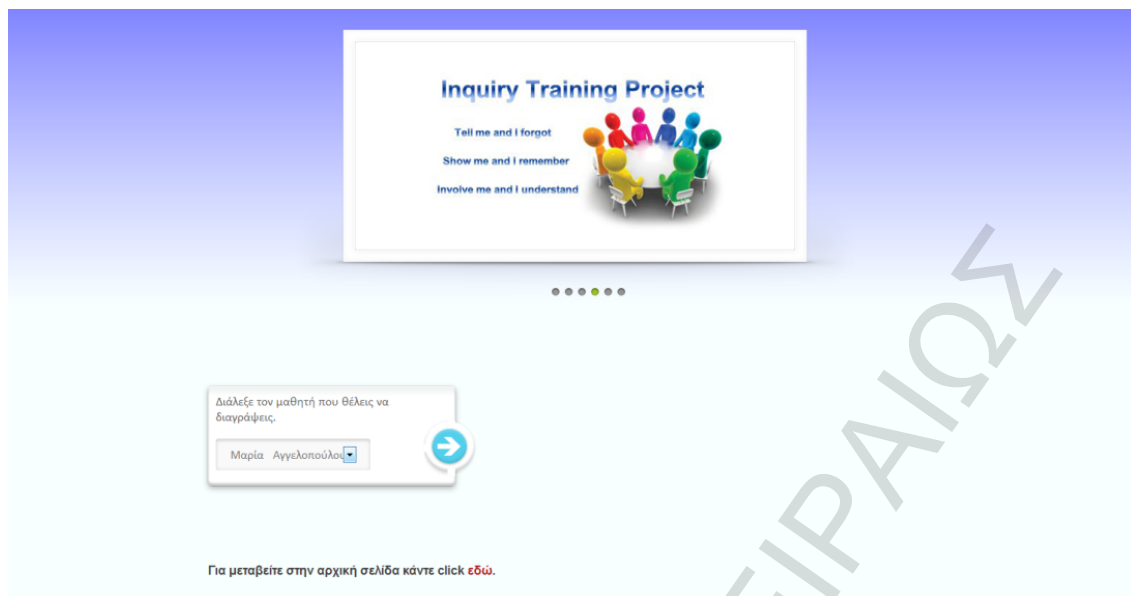 Inquiry Training Project
Tell me and I forgot
Show me and I remember
Involve me and I understand
Διάλεξε τον μαθητή που θέλεις να
διαγράψεις.
Μαρία Αγγελοπούλου
Για μεταβείτε στην αρχική σελίδα κάντε click εδώ.
ΕΙΡΑΙΩΣ